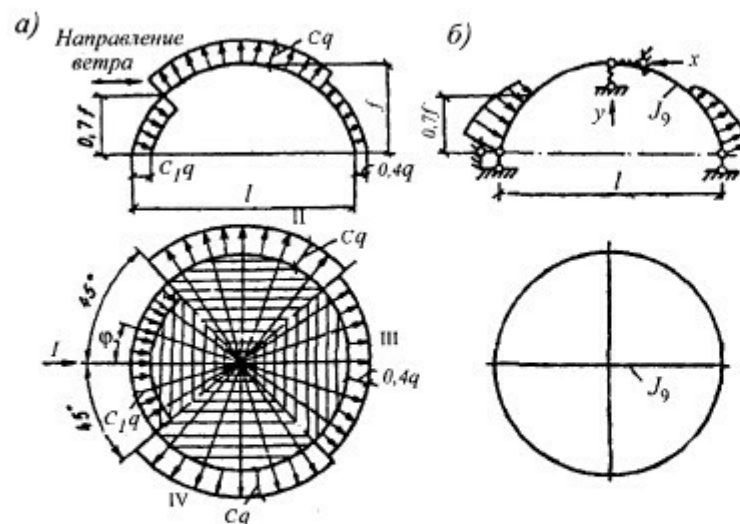 а)
Направление
ветра
Cq
0,7f
f
C₁q
l
0,4q
б)
x
0,7f
y
J₉
l
II
Cq
45°
φ
I
III
0,4q
C₁q
45°
IV
Cq
J₉